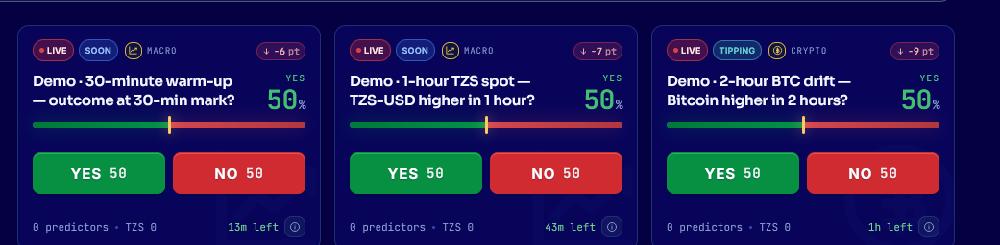 LIVE SOON MACRO ↓ -6 pt
Demo · 30-minute warm-up
— outcome at 30-min mark?
YES
50%
YES 50 NO 50
0 predictors · TZS 0 13m left
LIVE SOON MACRO ↓ -7 pt
Demo · 1-hour TZS spot —
TZS-USD higher in 1 hour?
YES
50%
YES 50 NO 50
0 predictors · TZS 0 43m left
LIVE TIPPING CRYPTO ↓ -9 pt
Demo · 2-hour BTC drift —
Bitcoin higher in 2 hours?
YES
50%
YES 50 NO 50
0 predictors · TZS 0 1h left